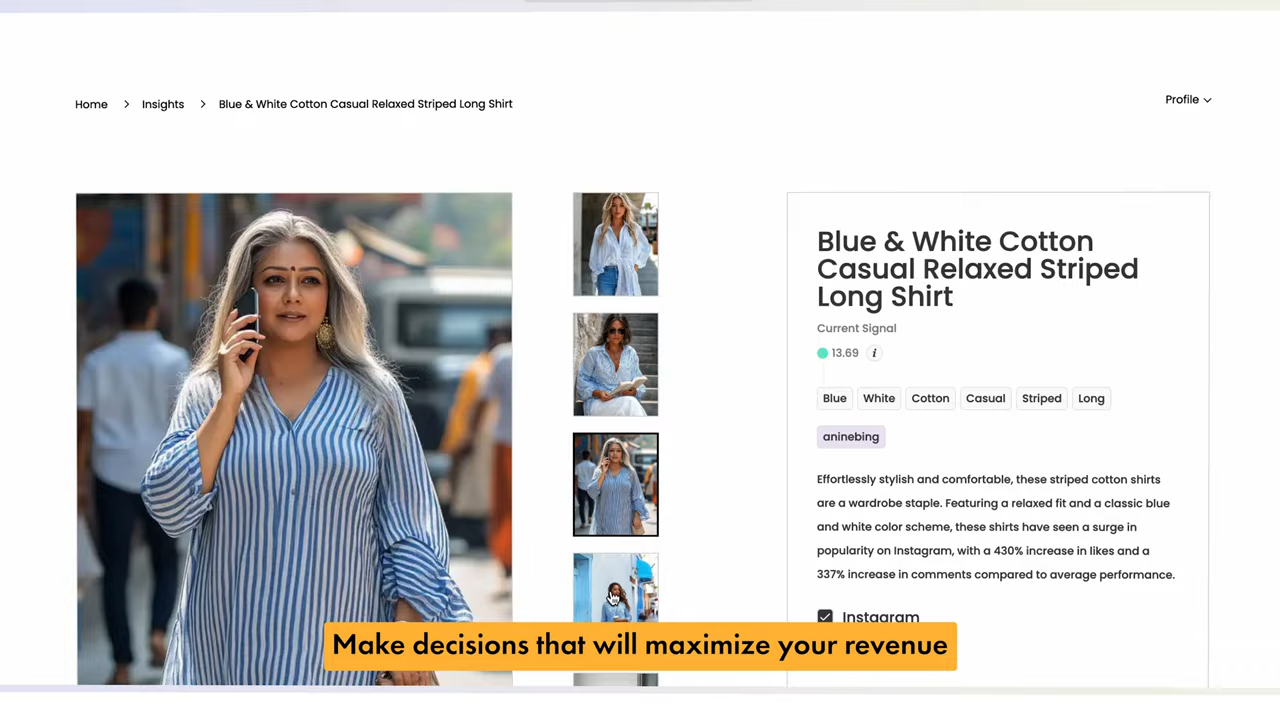 Home > Insights > Blue & White Cotton Casual Relaxed Striped Long Shirt
Profile
Blue & White Cotton
Casual Relaxed Striped
Long Shirt
Current Signal
13.69 i
Blue White Cotton Casual Striped Long
aninebing
Effortlessly stylish and comfortable, these striped cotton shirts
are a wardrobe staple. Featuring a relaxed fit and a classic blue
and white color scheme, these shirts have seen a surge in
popularity on Instagram, with a 430% increase in likes and a
337% increase in comments compared to average performance.
Instagram
Make decisions that will maximize your revenue